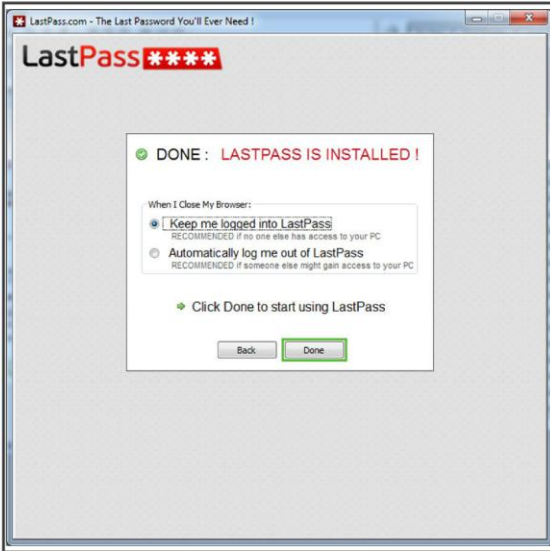 LastPass.com - The Last Password You'll Ever Need !
LastPass ****
DONE : LASTPASS IS INSTALLED !
When I Close My Browser:
Keep me logged into LastPass
RECOMMENDED if no one else has access to your PC
Automatically log me out of LastPass
RECOMMENDED if someone else might gain access to your PC
Click Done to start using LastPass
Back Done